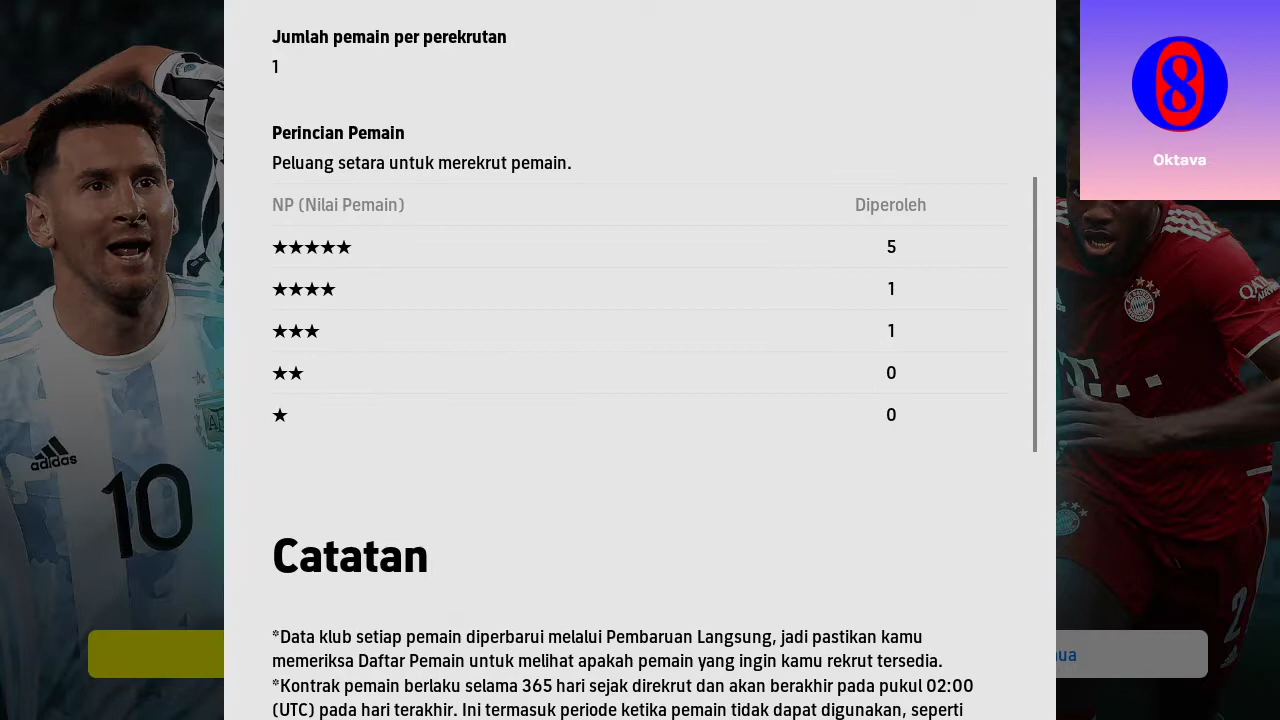 Jumlah pemain per perekrutan
1
Perincian Pemain
Peluang setara untuk merekrut pemain.
NP (Nilai Pemain) Diperoleh
★★★★★ 5
★★★★ 1
★★★ 1
★★ 0
★ 0
Catatan
*Data klub setiap pemain diperbarui melalui Pembaruan Langsung, jadi pastikan kamu
memeriksa Daftar Pemain untuk melihat apakah pemain yang ingin kamu rekrut tersedia.
*Kontrak pemain berlaku selama 365 hari sejak direkrut dan akan berakhir pada pukul 02:00
(UTC) pada hari terakhir. Ini termasuk periode ketika pemain tidak dapat digunakan, seperti
8
Oktava
adidas
10
T
2